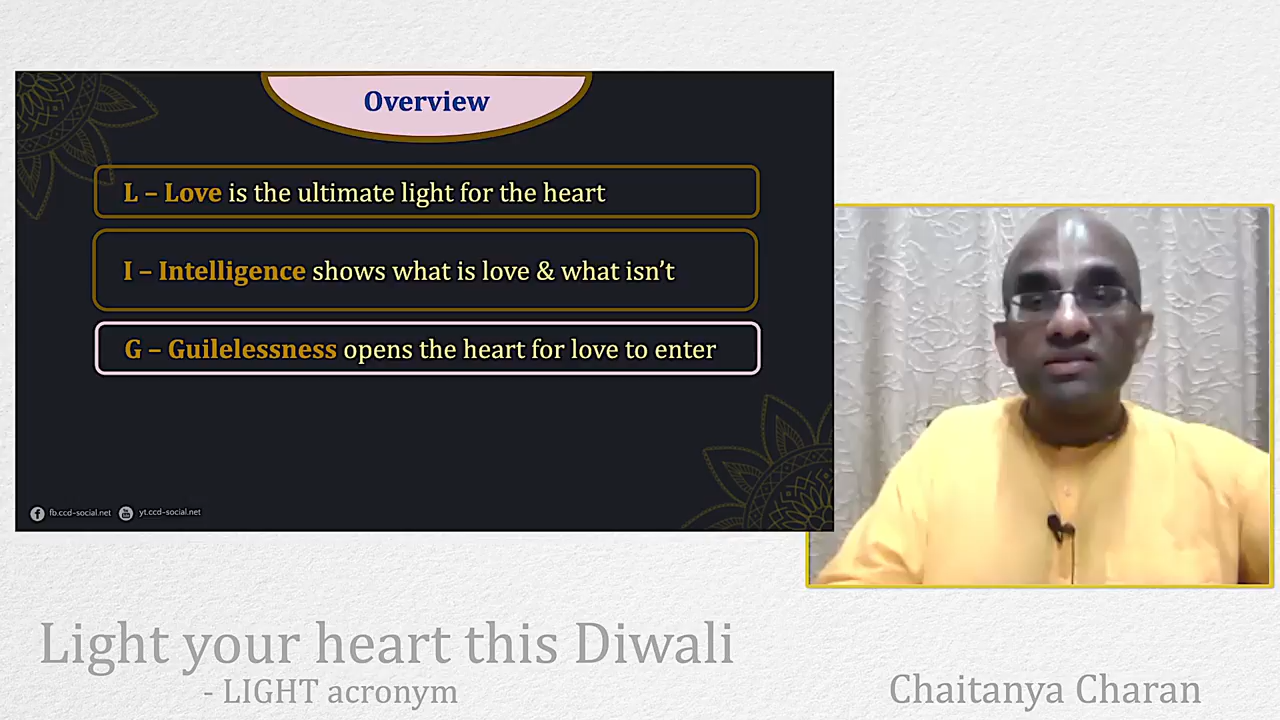 Overview
L – Love is the ultimate light for the heart
I – Intelligence shows what is love & what isn’t
G – Guilelessness opens the heart for love to enter
fb.ccd-social.net yt.ccd-social.net
Light your heart this Diwali
- LIGHT acronym
Chaitanya Charan